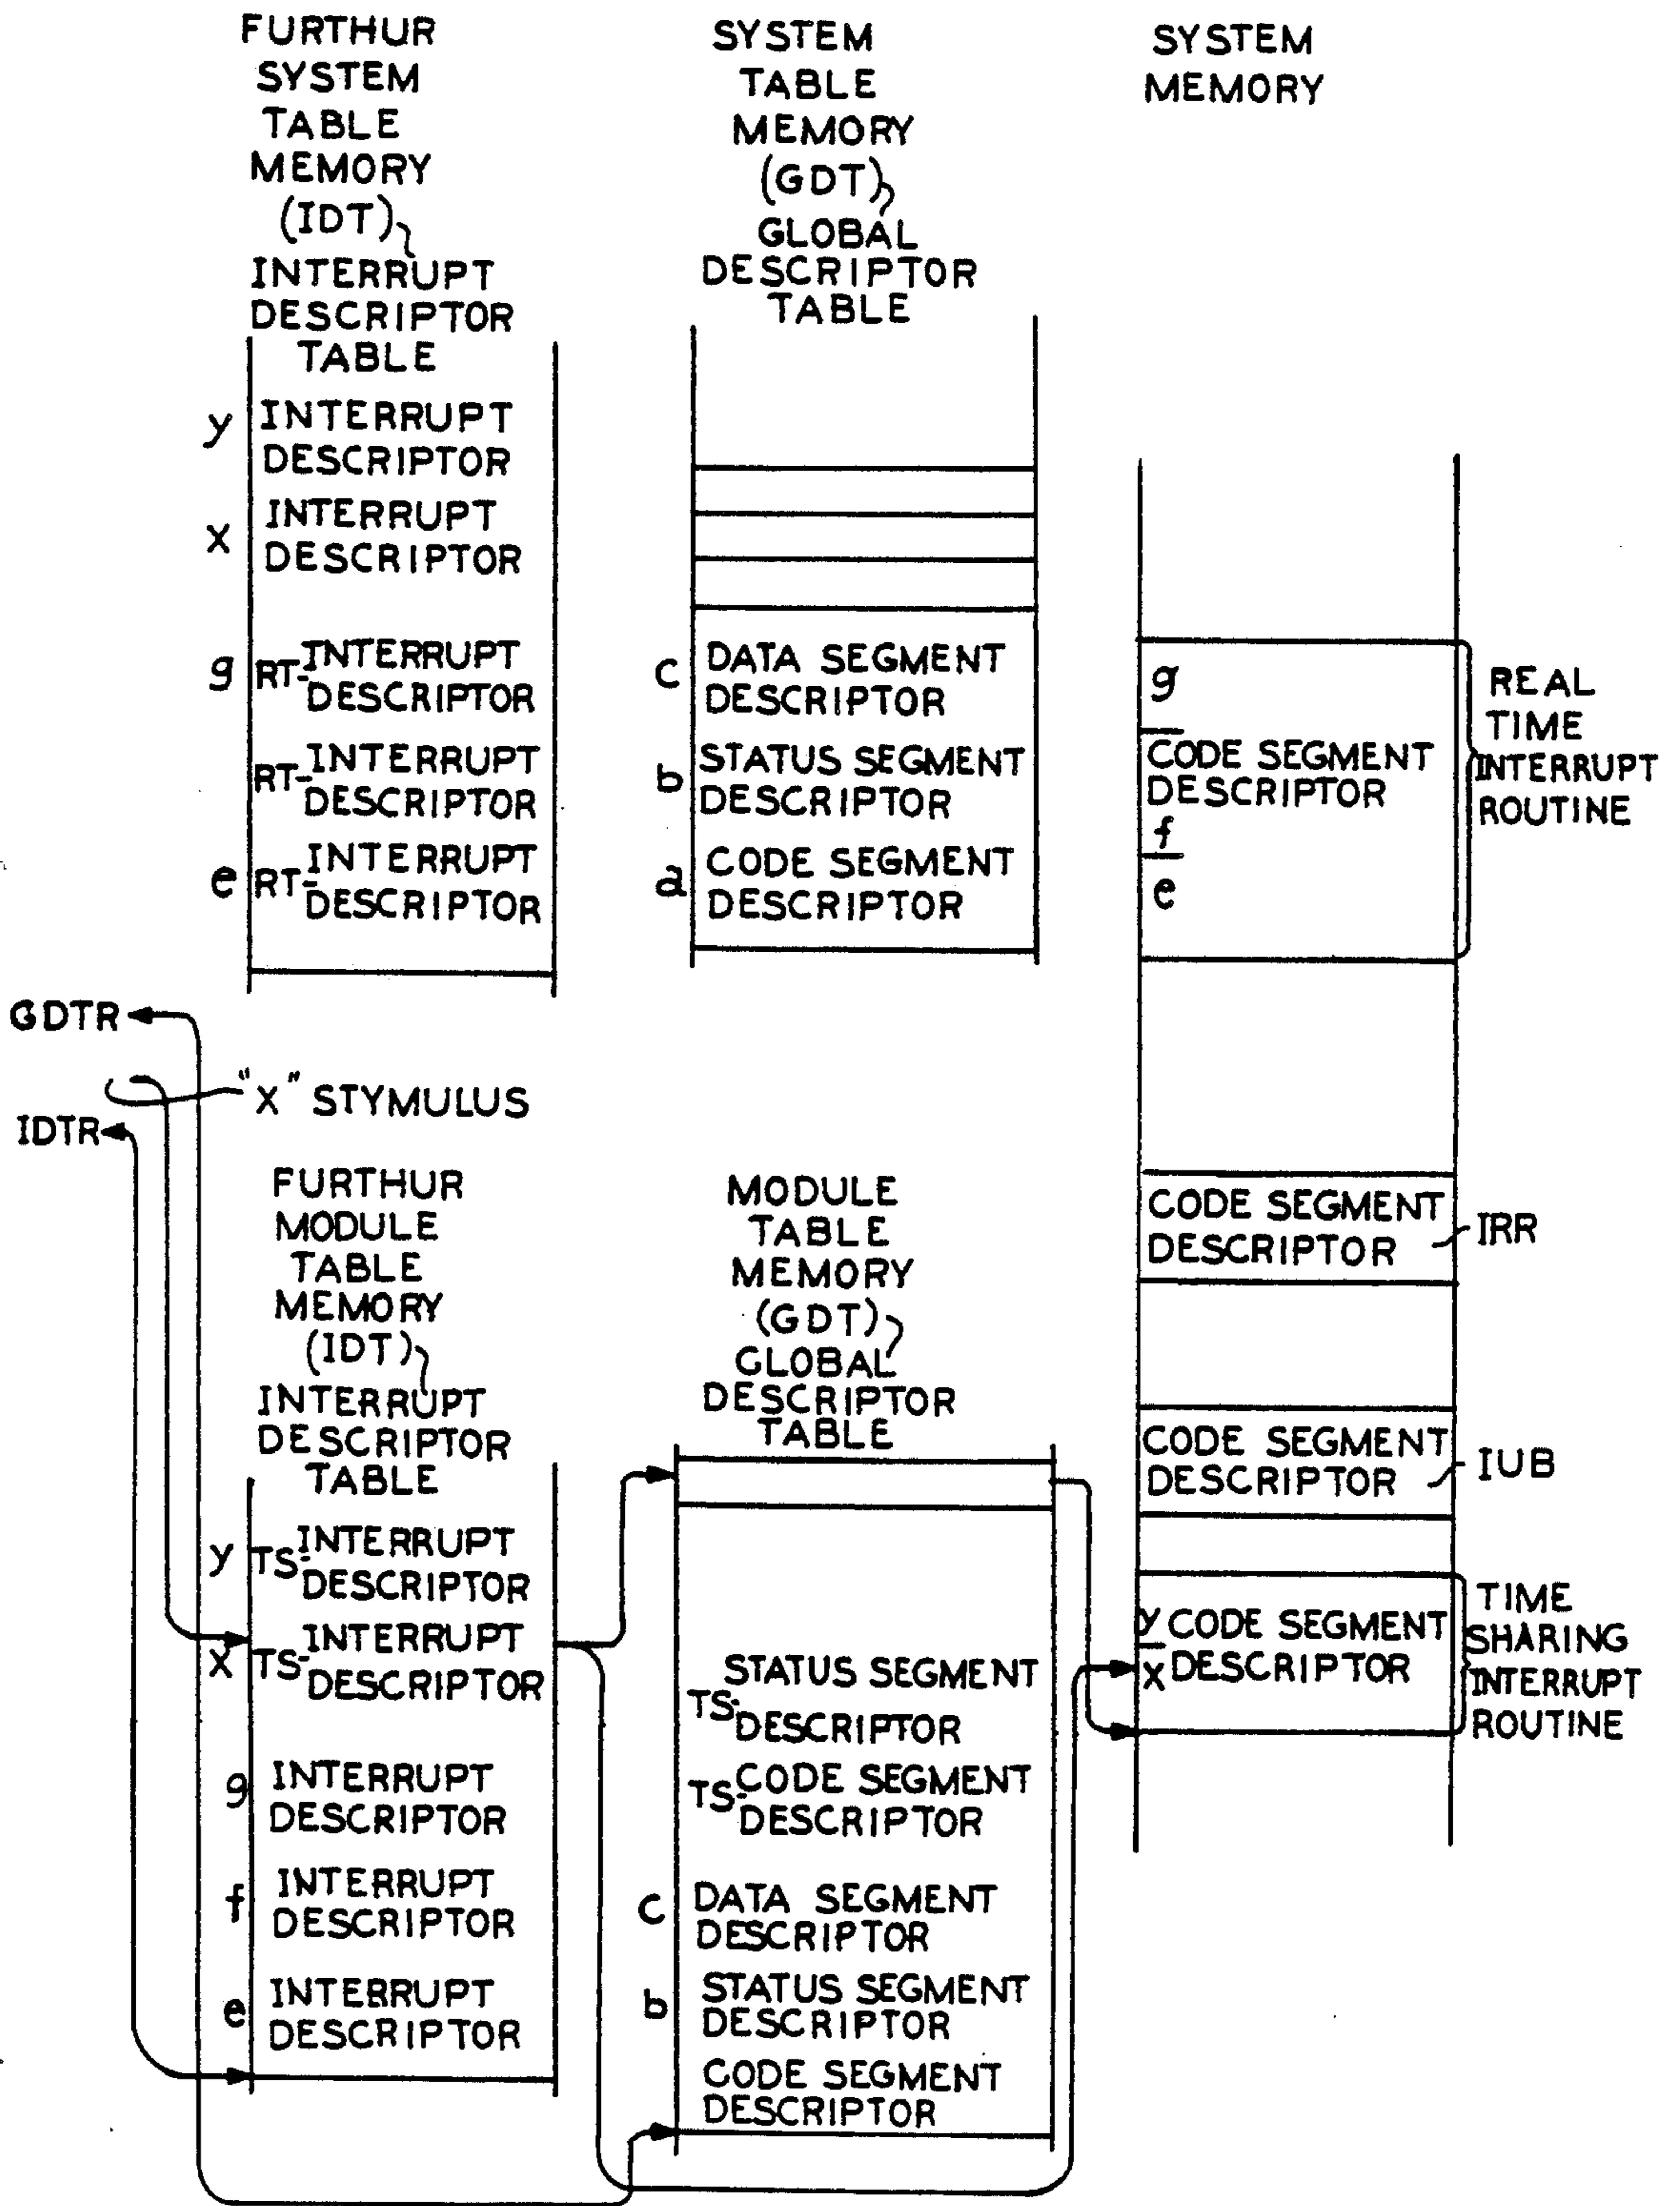 FURTHUR
SYSTEM
TABLE
MEMORY
(IDT)
INTERRUPT
DESCRIPTOR
TABLE
y INTERRUPT
DESCRIPTOR
x INTERRUPT
DESCRIPTOR
g RT-INTERRUPT
DESCRIPTOR
RT-INTERRUPT
DESCRIPTOR
e RT-INTERRUPT
DESCRIPTOR
SYSTEM
TABLE
MEMORY
(GDT)
GLOBAL
DESCRIPTOR
TABLE
c DATA SEGMENT
DESCRIPTOR
b STATUS SEGMENT
DESCRIPTOR
a CODE SEGMENT
DESCRIPTOR
SYSTEM
MEMORY
g
CODE SEGMENT
DESCRIPTOR
f
e
REAL
TIME
INTERRUPT
ROUTINE
GDTR
"X" STYMULUS
IDTR
FURTHUR
MODULE
TABLE
MEMORY
(IDT)
INTERRUPT
DESCRIPTOR
TABLE
y TS-INTERRUPT
DESCRIPTOR
x TS-INTERRUPT
DESCRIPTOR
g INTERRUPT
DESCRIPTOR
f INTERRUPT
DESCRIPTOR
e INTERRUPT
DESCRIPTOR
MODULE
TABLE
MEMORY
(GDT)
GLOBAL
DESCRIPTOR
TABLE
TS-STATUS SEGMENT
DESCRIPTOR
TS-CODE SEGMENT
DESCRIPTOR
c DATA SEGMENT
DESCRIPTOR
b STATUS SEGMENT
DESCRIPTOR
CODE SEGMENT
DESCRIPTOR
CODE SEGMENT
DESCRIPTOR
IRR
CODE SEGMENT
DESCRIPTOR
IUB
y CODE SEGMENT
x DESCRIPTOR
TIME
SHARING
INTERRUPT
ROUTINE